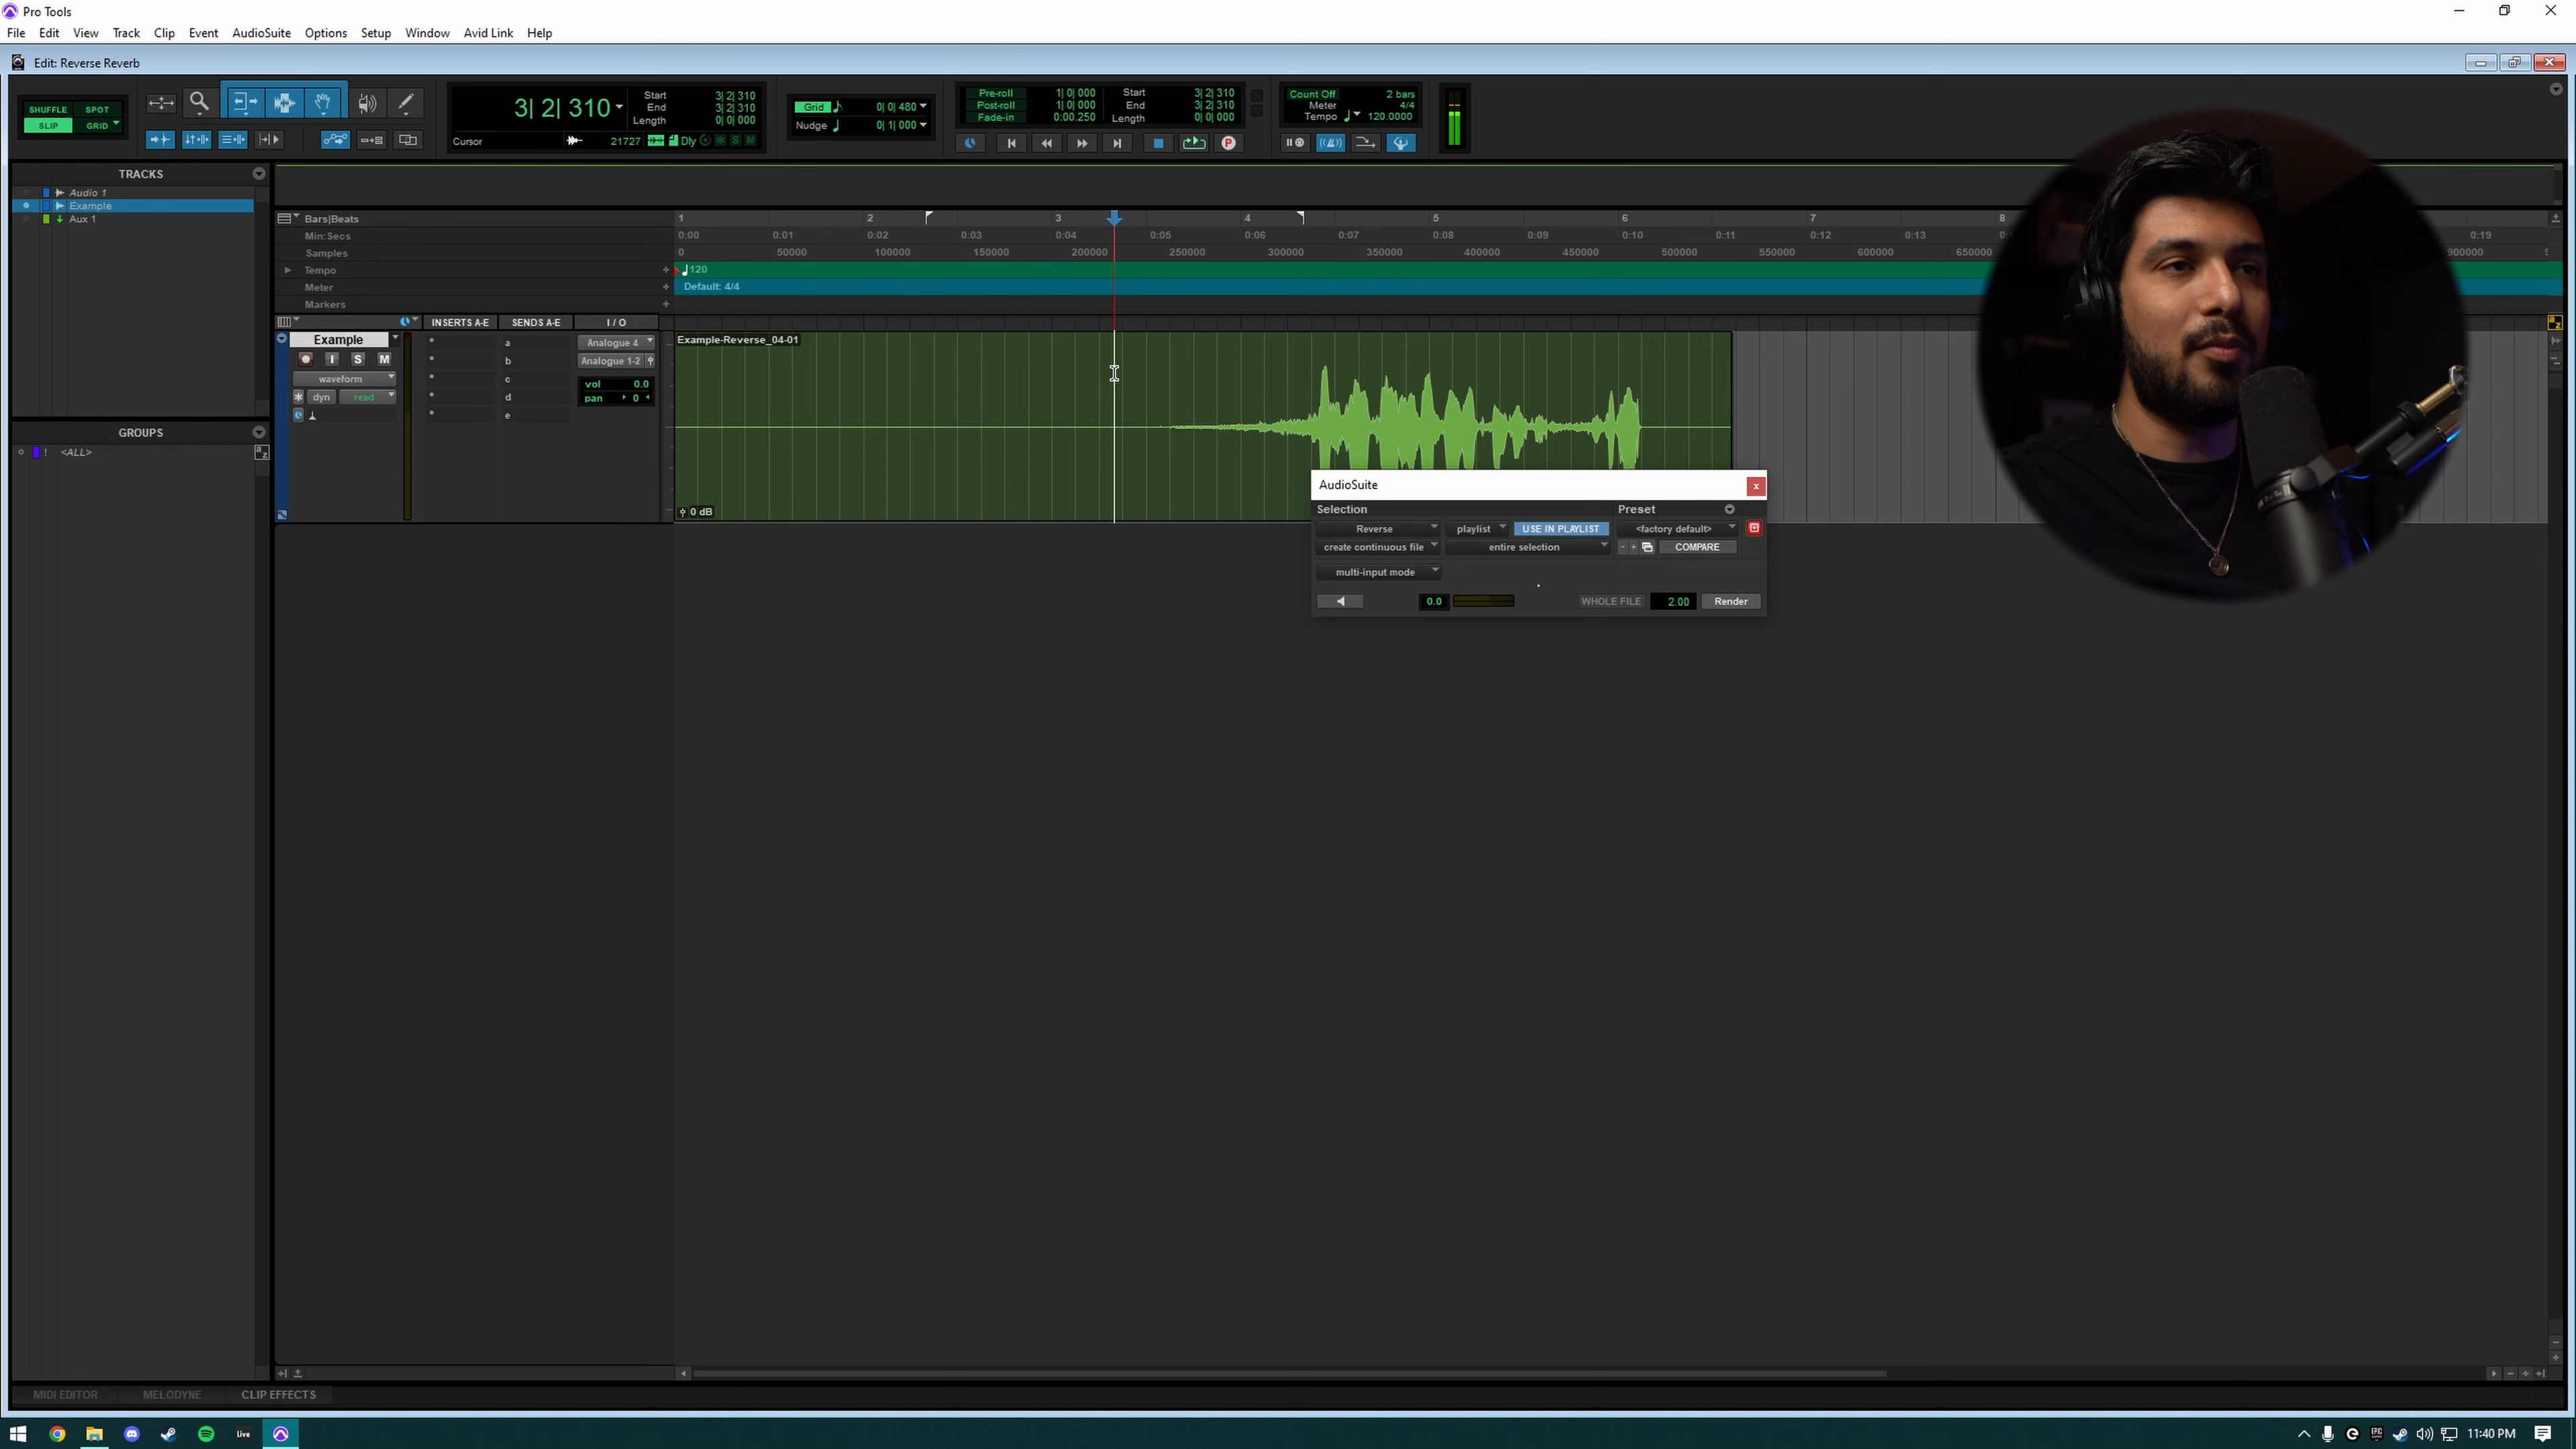 Pro Tools
File Edit View Track Clip Event AudioSuite Options Setup Window Avid Link Help
Edit: Reverse Reverb
SHUFFLE SPOT
SLIP GRID
3| 2| 310
Start 3| 2| 310
End 3| 2| 310
Length 0| 0| 000
Cursor 21727 Dly S M
Grid 0| 0| 480
Nudge 0| 1| 000
Pre-roll 1| 0| 000
Post-roll 1| 0| 000
Fade-in 0:00.250
Start 3| 2| 310
End 3| 2| 310
Length 0| 0| 000
P
Count Off 2 bars
Meter 4/4
Tempo 120.0000
TRACKS
Audio 1
Example
Aux 1
GROUPS
! <ALL>
a z
Bars|Beats 1 2 3 4 5 6 7 8
Min:Secs 0:00 0:01 0:02 0:03 0:04 0:05 0:06 0:07 0:08 0:09 0:10 0:11 0:12 0:13 0:19
Samples 0 50000 100000 150000 200000 250000 300000 350000 400000 450000 500000 550000 600000 650000 900000
Tempo 120
Meter Default: 4/4
Markers
INSERTS A-E SENDS A-E I / O
Example
I S M
waveform
dyn read
a
b
c
d
e
Analogue 4
Analogue 1-2
vol 0.0
pan 0
Example-Reverse_04-01
0 dB
AudioSuite
Selection Preset
Reverse playlist USE IN PLAYLIST <factory default>
create continuous file entire selection - + COMPARE
multi-input mode
0.0 WHOLE FILE 2.00 Render
MIDI EDITOR MELODYNE CLIP EFFECTS
Live
EPIC
11:40 PM